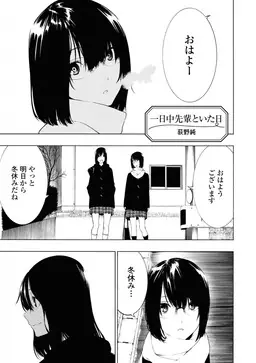 おはよー
一日中先輩といた日
荻野純
おはよう
ございます
やっと
明日から
冬休みだね
冬休み…